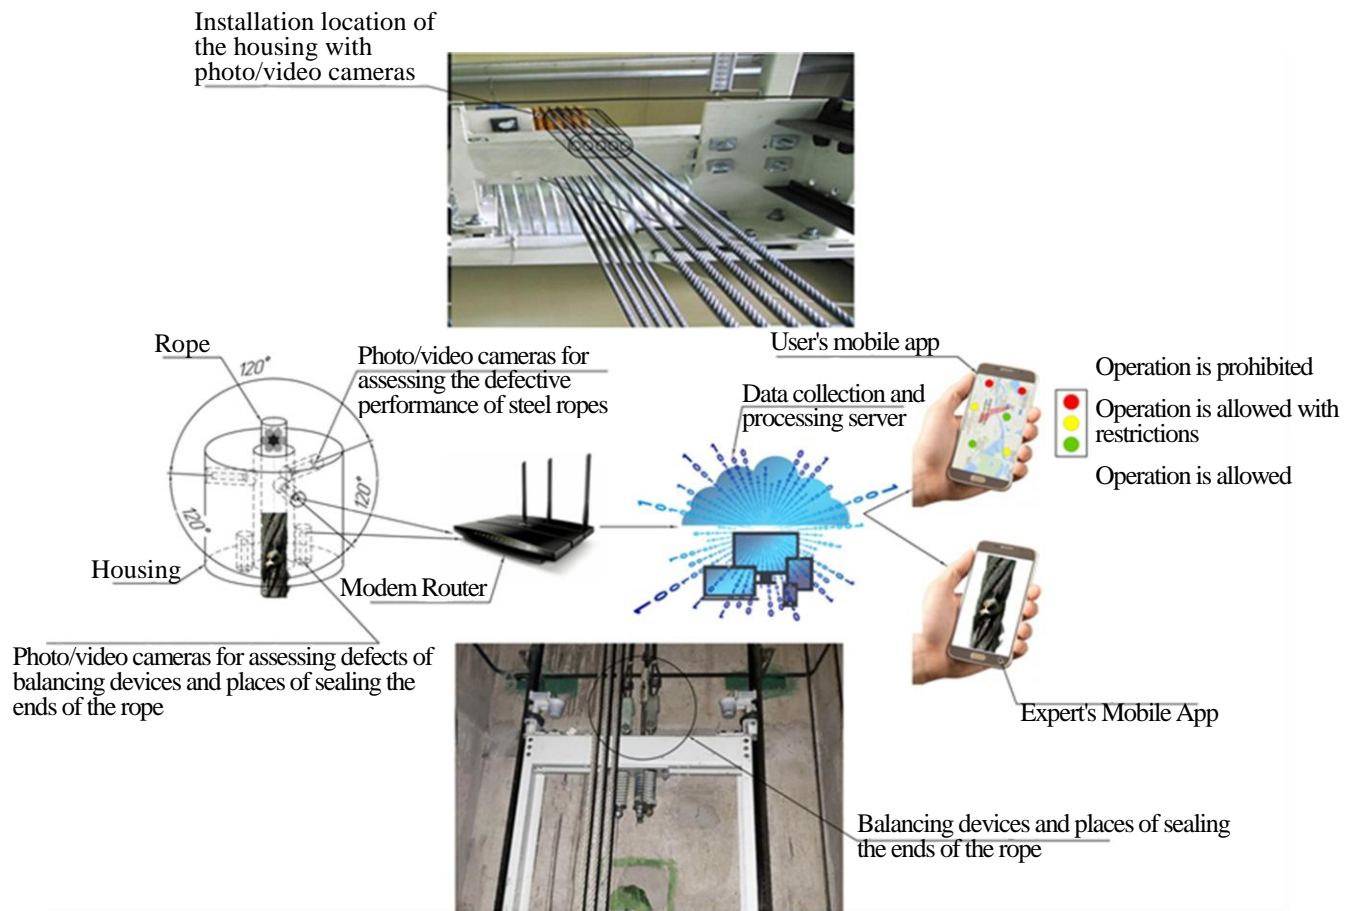 Installation location of
the housing with
photo/video cameras
Rope
120°
120°
120°
Photo/video cameras for
assessing the defective
performance of steel ropes
Housing
Modem Router
Photo/video cameras for assessing defects of
balancing devices and places of sealing the
ends of the rope
Data collection and
processing server
User's mobile app
Operation is prohibited
Operation is allowed with
restrictions
Operation is allowed
Expert's Mobile App
Balancing devices and places of sealing
the ends of the rope